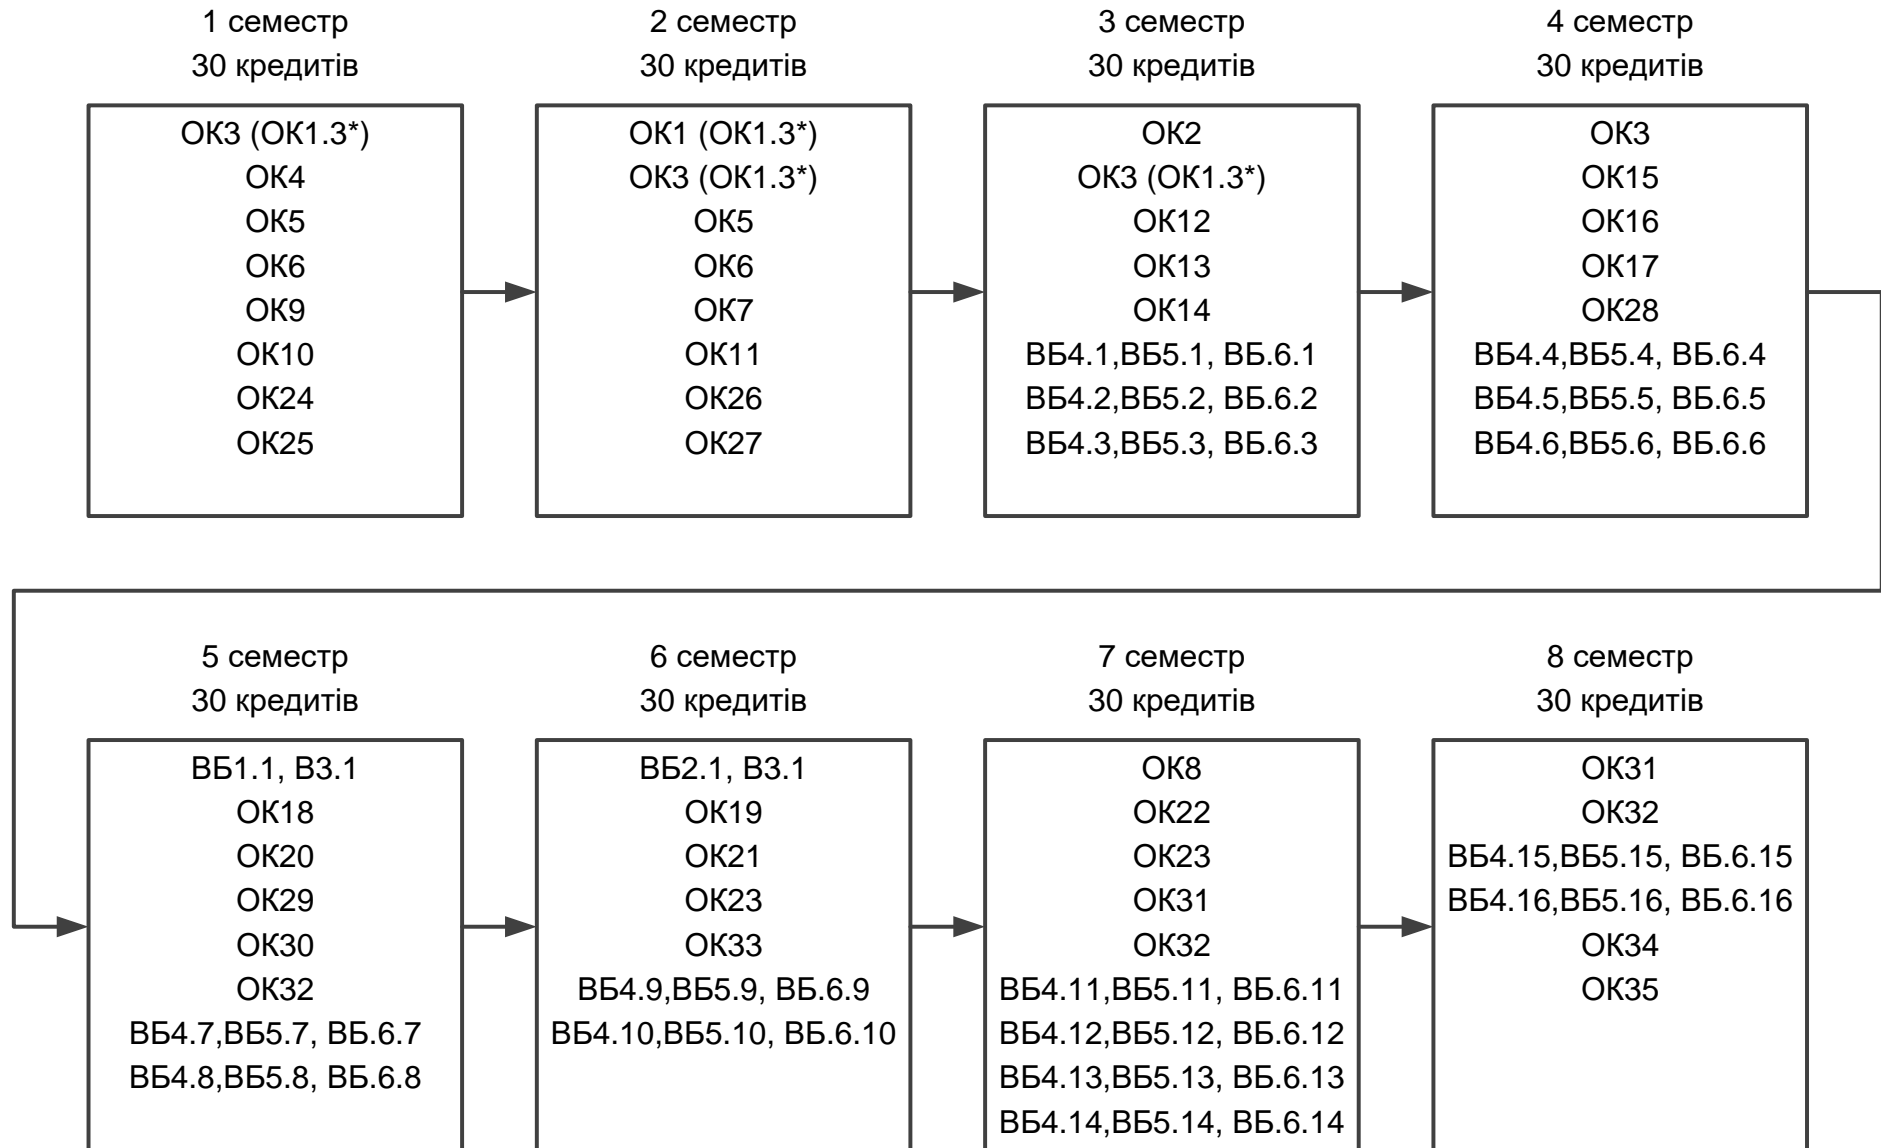 1 семестр
30 кредитів
ОК3 (ОК1.3*)
ОК4
ОК5
ОК6
ОК9
ОК10
ОК24
ОК25
2 семестр
30 кредитів
ОК1 (ОК1.3*)
ОК3 (ОК1.3*)
ОК5
ОК6
ОК7
ОК11
ОК26
ОК27
3 семестр
30 кредитів
ОК2
ОК3 (ОК1.3*)
ОК12
ОК13
ОК14
ВБ4.1,ВБ5.1, ВБ.6.1
ВБ4.2,ВБ5.2, ВБ.6.2
ВБ4.3,ВБ5.3, ВБ.6.3
4 семестр
30 кредитів
ОК3
ОК15
ОК16
ОК17
ОК28
ВБ4.4,ВБ5.4, ВБ.6.4
ВБ4.5,ВБ5.5, ВБ.6.5
ВБ4.6,ВБ5.6, ВБ.6.6
5 семестр
30 кредитів
ВБ1.1, В3.1
ОК18
ОК20
ОК29
ОК30
ОК32
ВБ4.7,ВБ5.7, ВБ.6.7
ВБ4.8,ВБ5.8, ВБ.6.8
6 семестр
30 кредитів
ВБ2.1, В3.1
ОК19
ОК21
ОК23
ОК33
ВБ4.9,ВБ5.9, ВБ.6.9
ВБ4.10,ВБ5.10, ВБ.6.10
7 семестр
30 кредитів
ОК8
ОК22
ОК23
ОК31
ОК32
ВБ4.11,ВБ5.11, ВБ.6.11
ВБ4.12,ВБ5.12, ВБ.6.12
ВБ4.13,ВБ5.13, ВБ.6.13
ВБ4.14,ВБ5.14, ВБ.6.14
8 семестр
30 кредитів
ОК31
ОК32
ВБ4.15,ВБ5.15, ВБ.6.15
ВБ4.16,ВБ5.16, ВБ.6.16
ОК34
ОК35